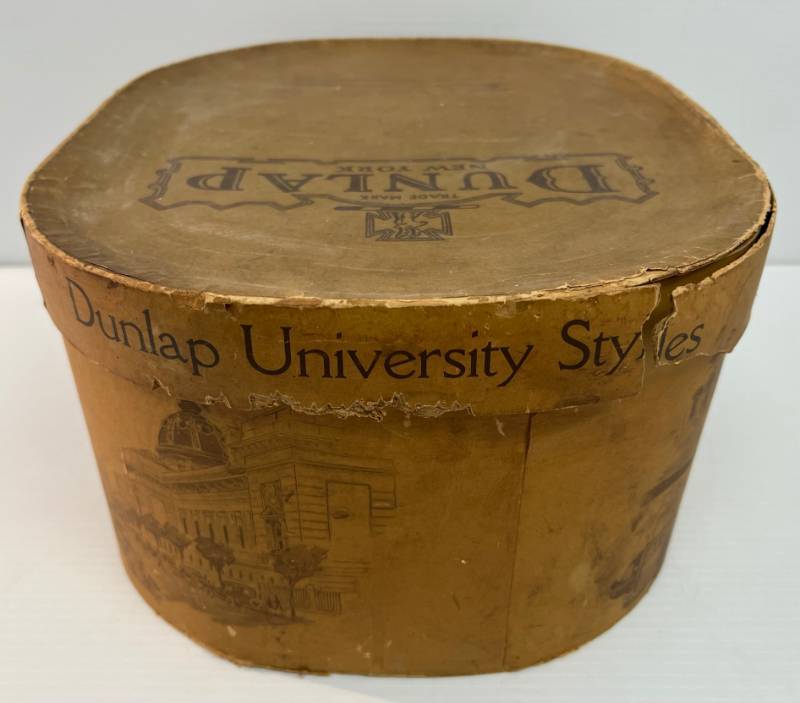 DUNLAP
NEW YORK
TRADE MARK
Dunlap University Styles